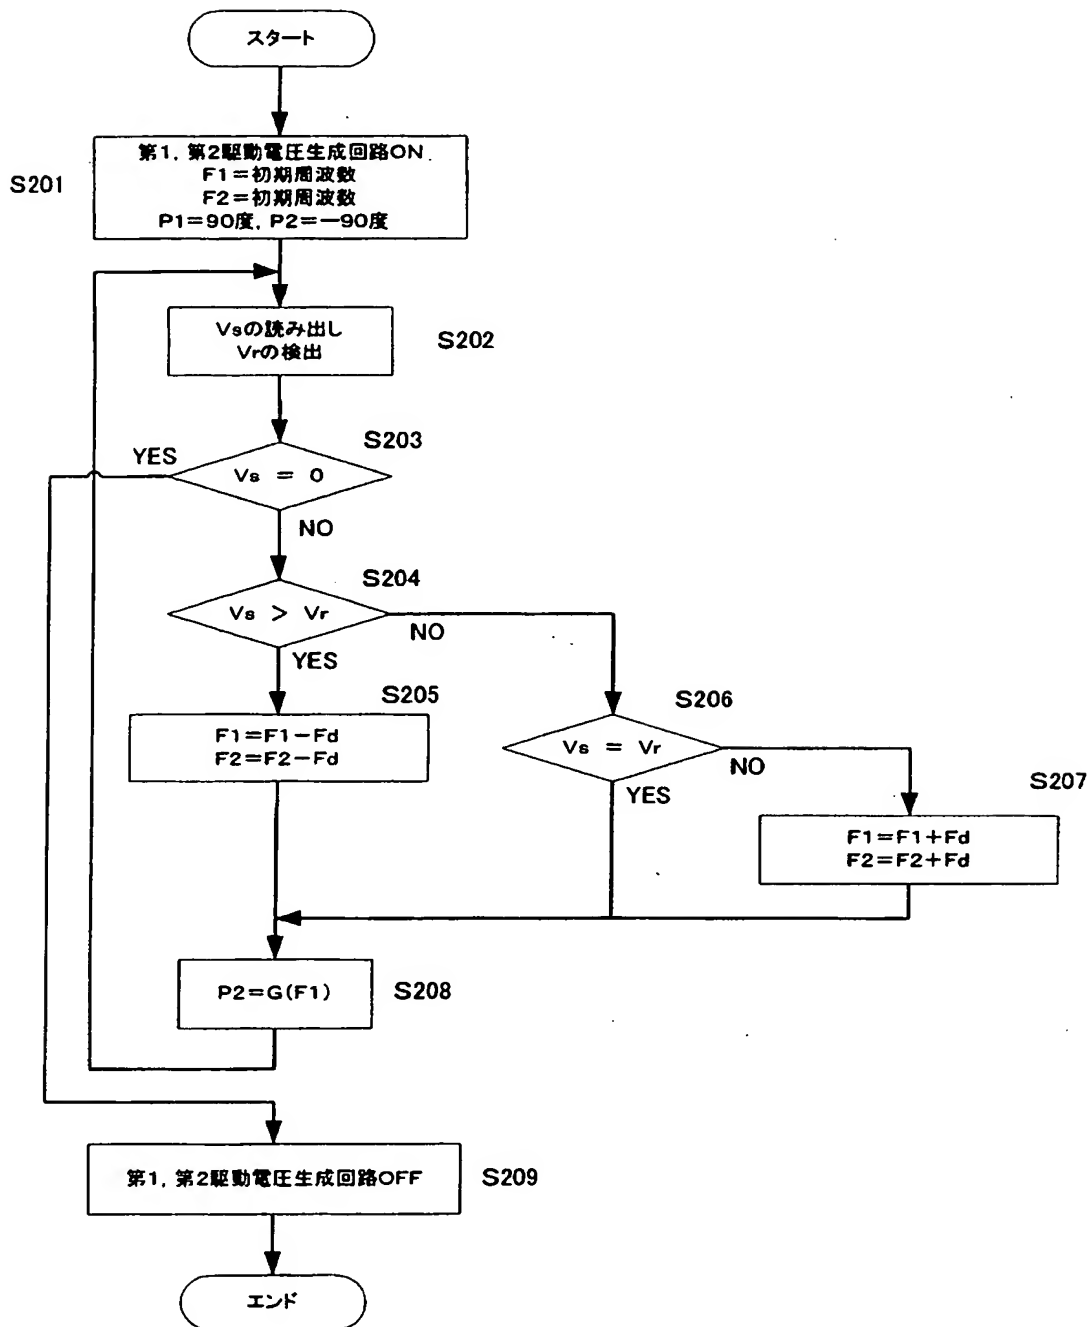 スタート
S201
第1, 第2駆動電圧生成回路ON
F1=初期周波数
F2=初期周波数
P1=90度, P2=-90度
Vsの読み出し
Vrの検出
S202
S203
YES
Vs = 0
NO
S204
Vs > Vr
NO
YES
S205
F1=F1-Fd
F2=F2-Fd
S206
Vs = Vr
NO
YES
S207
F1=F1+Fd
F2=F2+Fd
P2=G(F1)
S208
第1, 第2駆動電圧生成回路OFF
S209
エンド